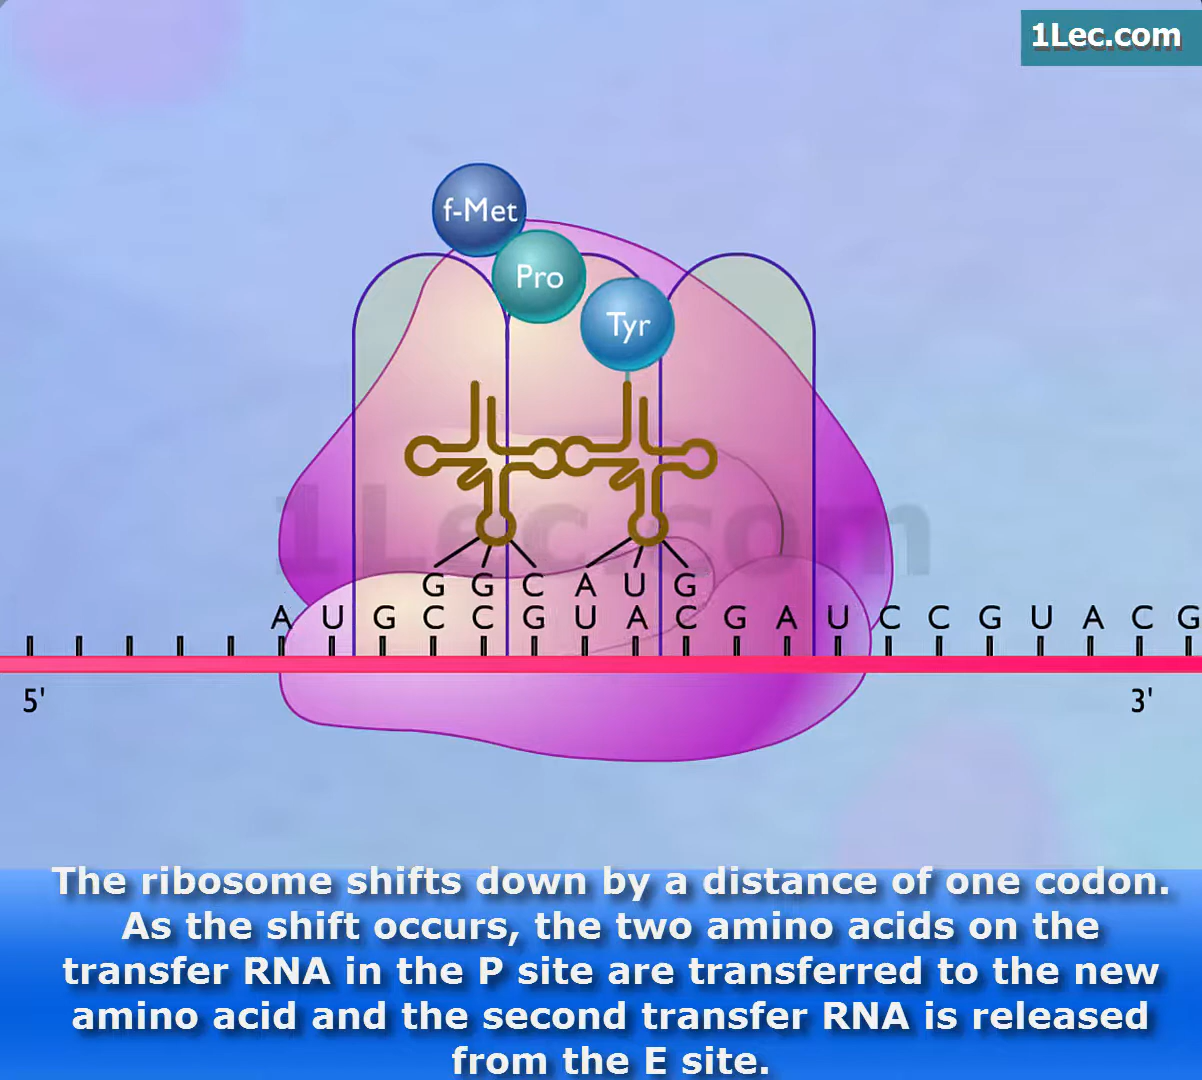 1Lec.com
f-Met
Pro
Tyr
1Lec.com
G G C A U G
A U G C C G U A C G A U C C G U A C G
5' 3'
The ribosome shifts down by a distance of one codon.
As the shift occurs, the two amino acids on the
transfer RNA in the P site are transferred to the new
amino acid and the second transfer RNA is released
from the E site.